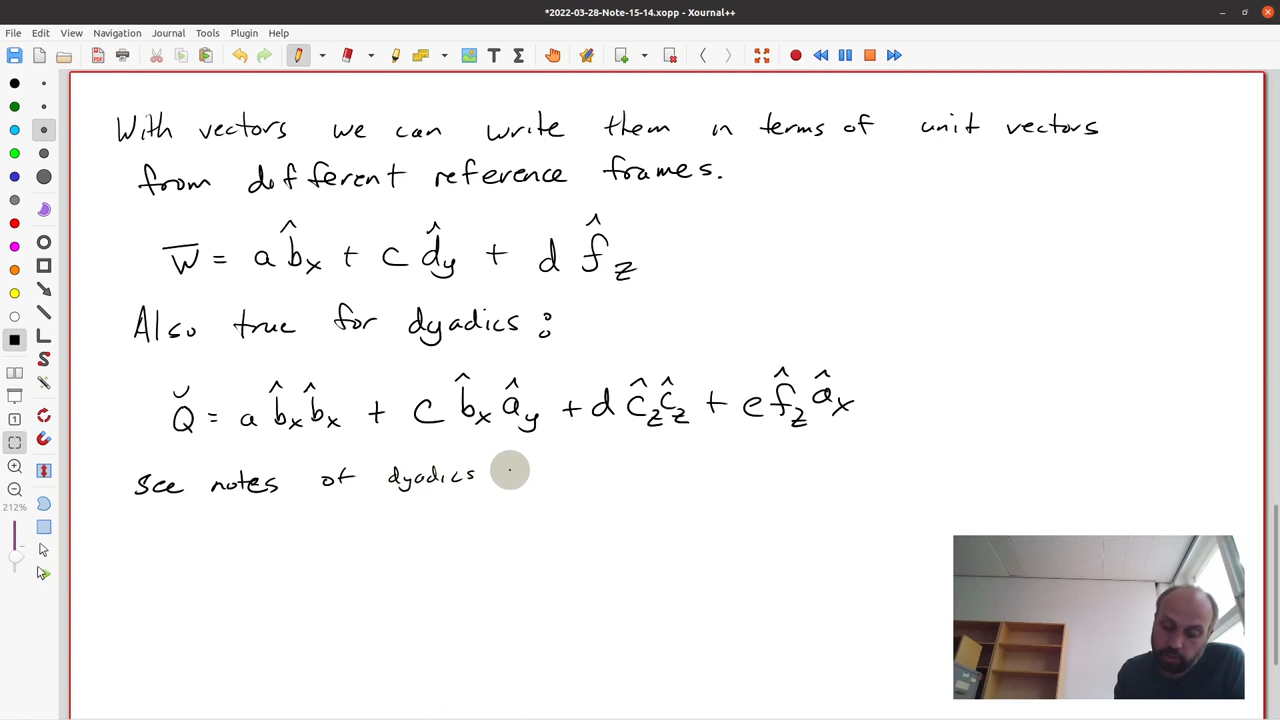 *2022-03-28-Note-15-14.xopp - Xournal++
File Edit View Navigation Journal Tools Plugin Help
With vectors we can write them in terms of unit vectors
from different reference frames.
w̅ = a b̂x + c d̂y + d f̂z
Also true for dyadics :
Q̆ = a b̂x b̂x + c b̂x ây + d ĉz ĉz + e f̂z âx
see notes of dyadics
212%